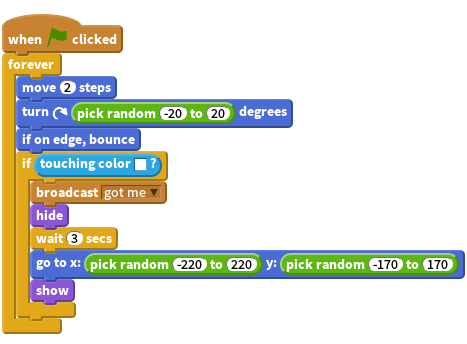 when clicked
forever
move 2 steps
turn pick random -20 to 20 degrees
if on edge, bounce
if touching color ?
broadcast got me
hide
wait 3 secs
go to x: pick random -220 to 220 y: pick random -170 to 170
show